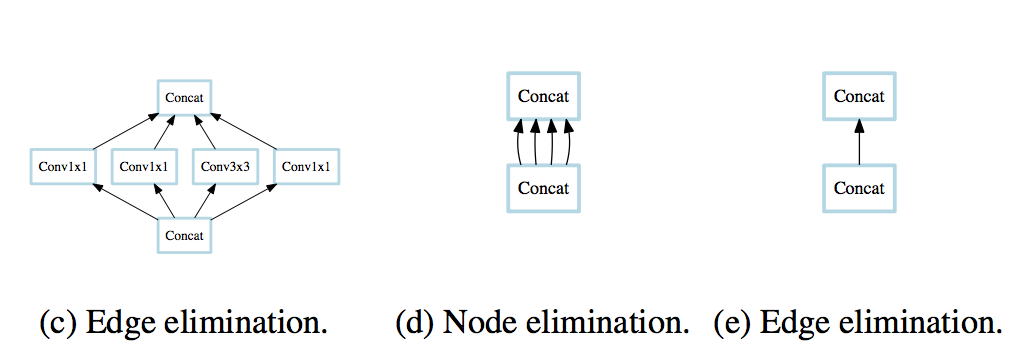 Concat
Conv1x1 Conv1x1 Conv3x3 Conv1x1
Concat
(c) Edge elimination.
Concat
Concat
(d) Node elimination.
Concat
Concat
(e) Edge elimination.